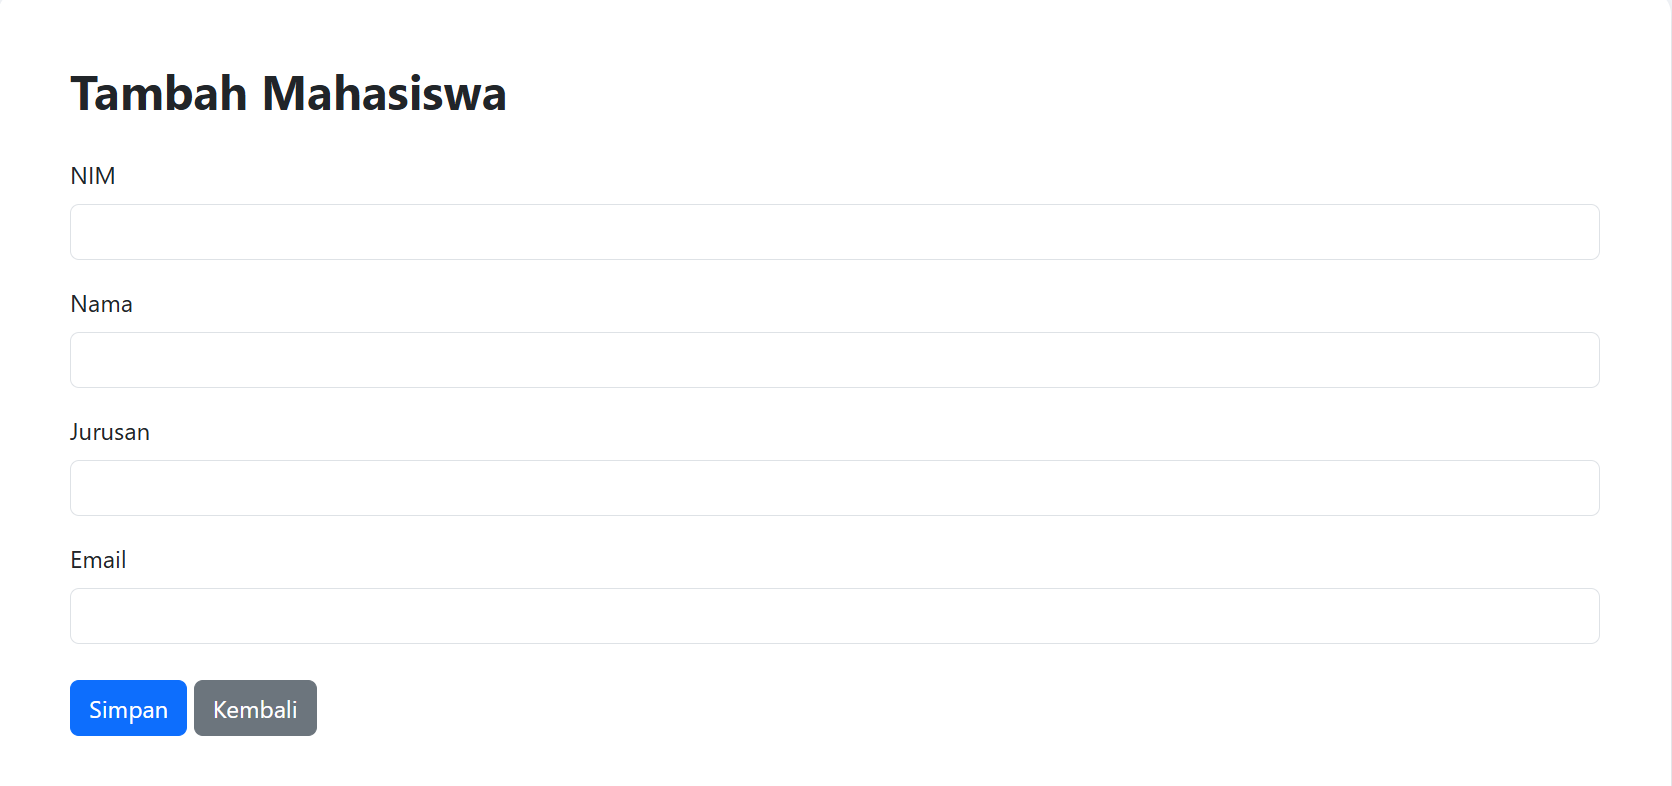 Tambah Mahasiswa
NIM
Nama
Jurusan
Email
Simpan Kembali